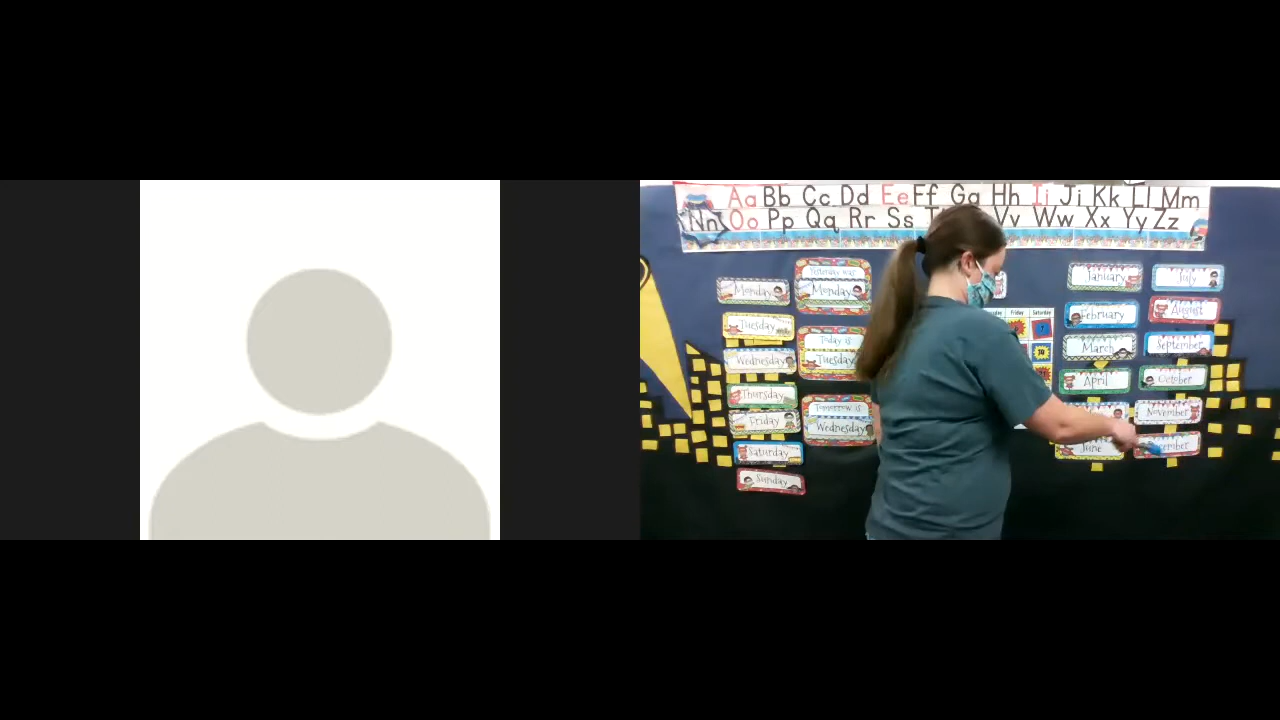 Aa Bb Cc Dd Ee Ff Gg Hh Ii Jj Kk Ll Mm
Nn Oo Pp Qq Rr Ss Vv Ww Xx Yy Zz
Monday
Tuesday
Wednesday
Thursday
Friday
Saturday
Sunday
Yesterday was
Monday
Today is
Tuesday
Tomorrow is
Wednesday
Friday Saturday
January
February
March
April
June
July
August
September
October
November